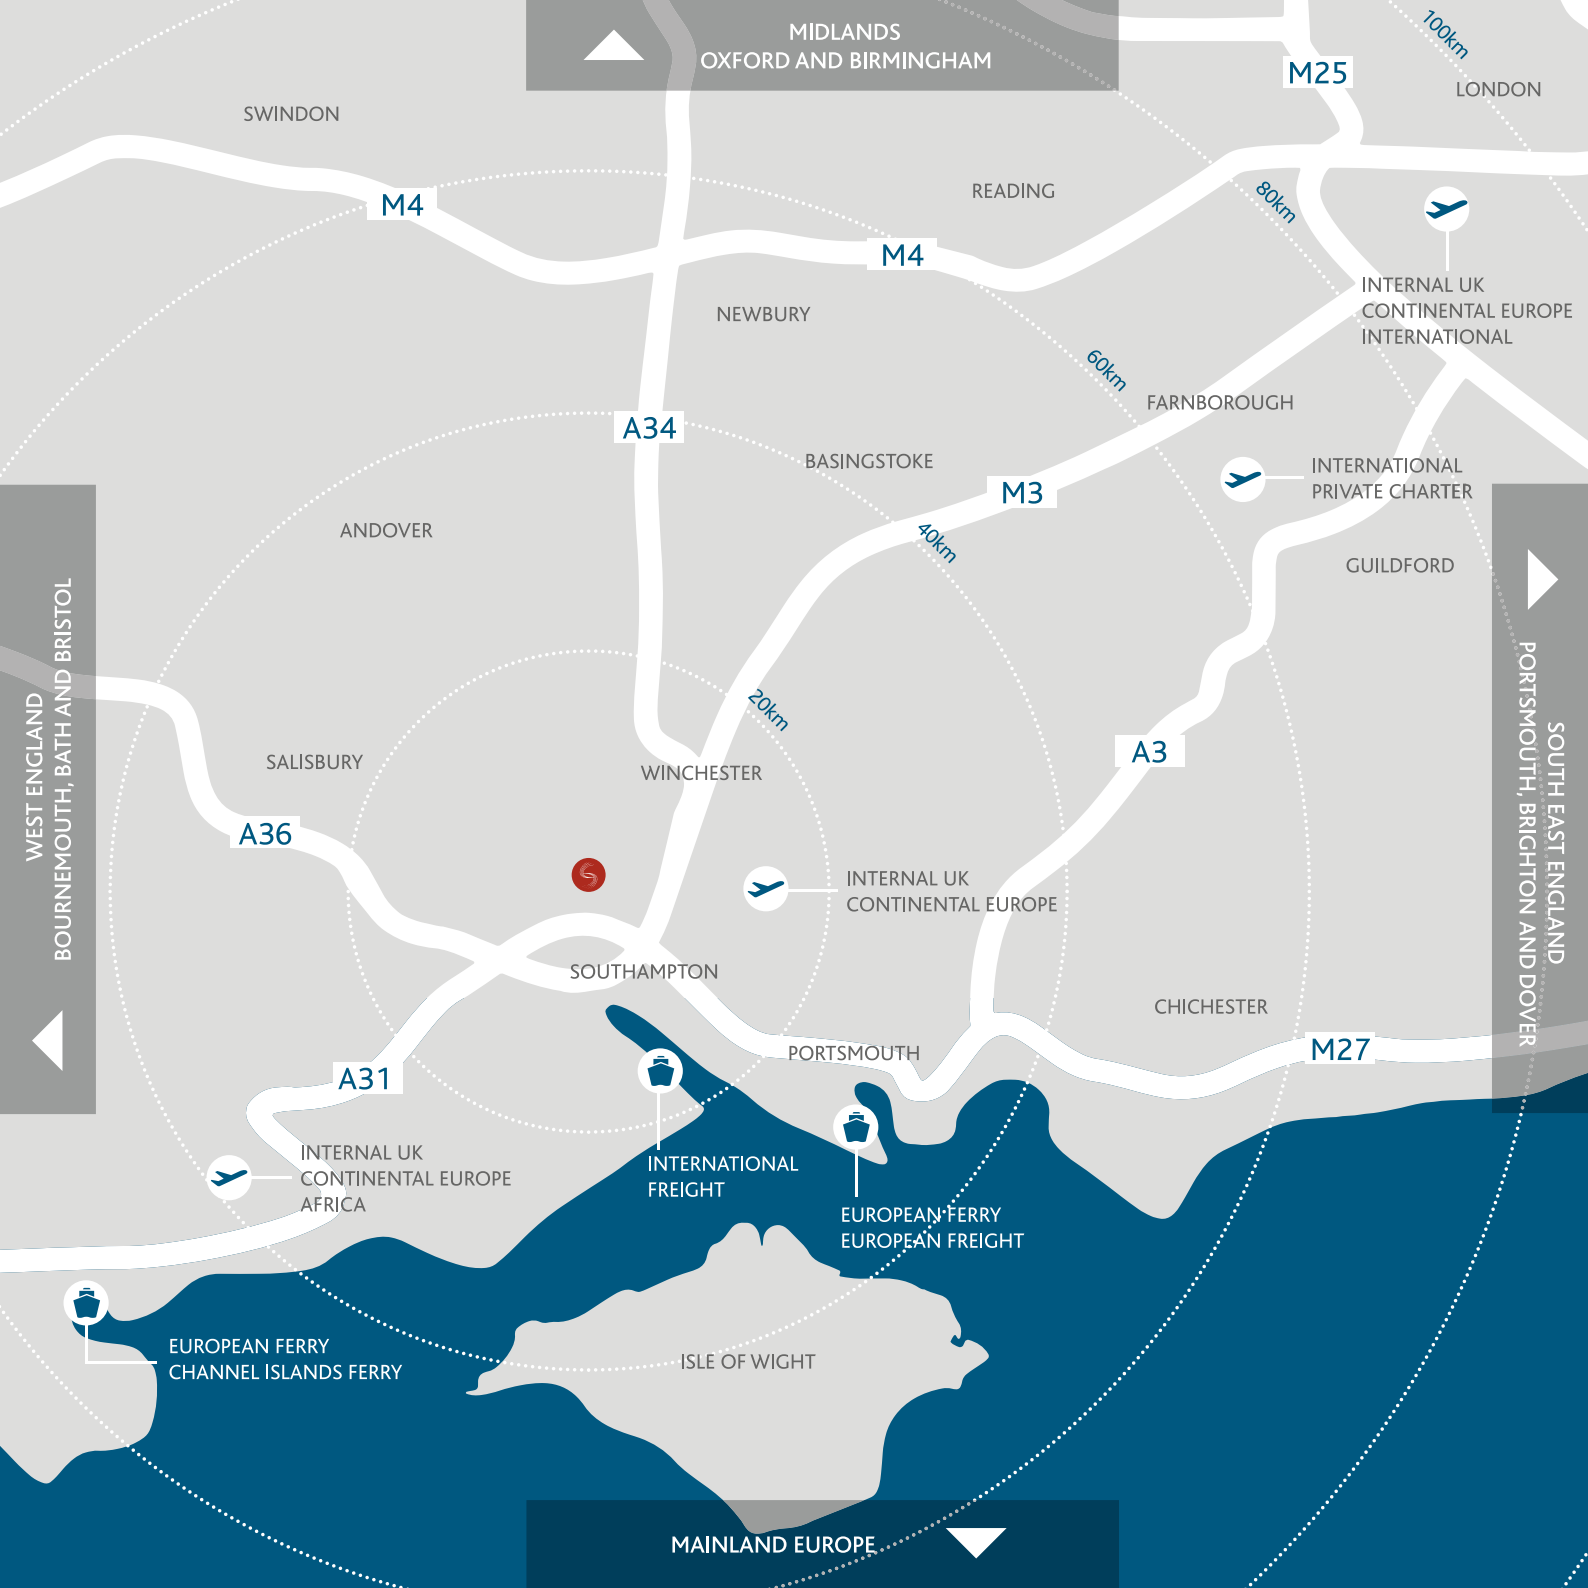 MIDLANDS
OXFORD AND BIRMINGHAM
100km
M25
LONDON
SWINDON
M4
READING
80km
M4
INTERNAL UK
CONTINENTAL EUROPE
INTERNATIONAL
NEWBURY
60km
FARNBOROUGH
A34
BASINGSTOKE
M3
INTERNATIONAL
PRIVATE CHARTER
ANDOVER
40km
GUILDFORD
WEST ENGLAND
BOURNEMOUTH, BATH AND BRISTOL
SOUTH EAST ENGLAND
PORTSMOUTH, BRIGHTON AND DOVER
20km
A3
SALISBURY
WINCHESTER
A36
INTERNAL UK
CONTINENTAL EUROPE
SOUTHAMPTON
CHICHESTER
PORTSMOUTH
M27
A31
INTERNAL UK
CONTINENTAL EUROPE
AFRICA
INTERNATIONAL
FREIGHT
EUROPEAN FERRY
EUROPEAN FREIGHT
EUROPEAN FERRY
CHANNEL ISLANDS FERRY
ISLE OF WIGHT
MAINLAND EUROPE